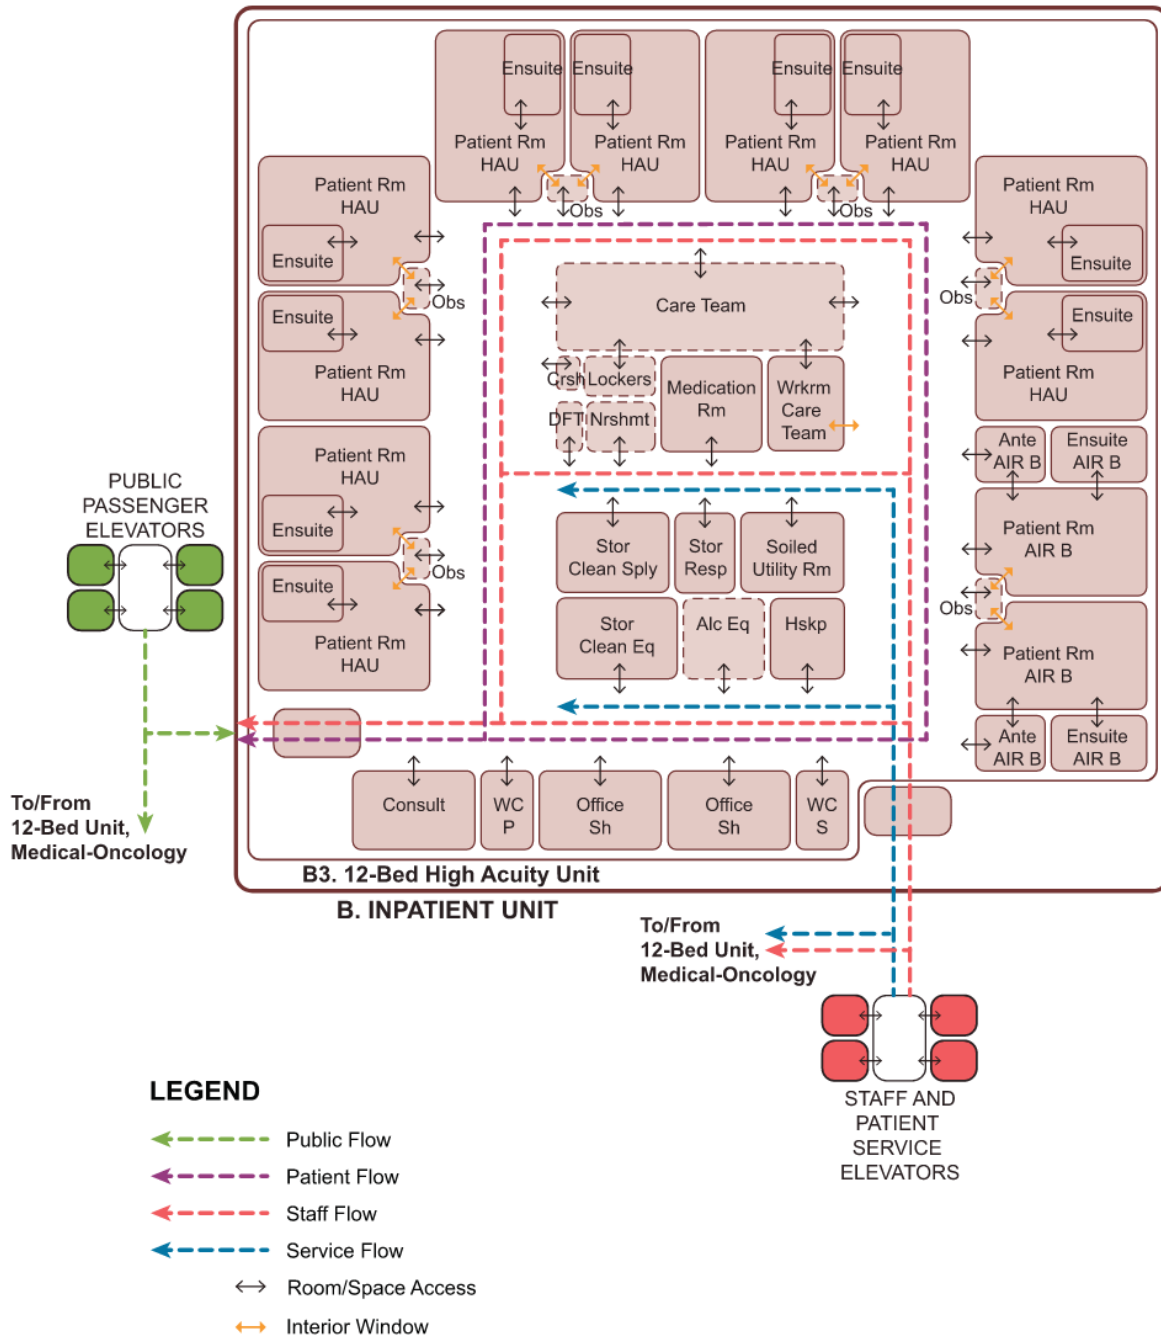 Ensuite
Ensuite
Ensuite
Ensuite
Patient Rm
HAU
Patient Rm
HAU
Patient Rm
HAU
Patient Rm
HAU
Obs
Obs
Patient Rm
HAU
Ensuite
Obs
Ensuite
Patient Rm
HAU
Patient Rm
HAU
Ensuite
Obs
Ensuite
Patient Rm
HAU
Care Team
Crsh
Lockers
DFT
Nrshmt
Medication
Rm
Wrkrm
Care
Team
Patient Rm
HAU
Ensuite
Obs
Ensuite
Patient Rm
HAU
Ante
AIR B
Ensuite
AIR B
Patient Rm
AIR B
Obs
Patient Rm
AIR B
Ante
AIR B
Ensuite
AIR B
Stor
Clean Sply
Stor
Resp
Soiled
Utility Rm
Stor
Clean Eq
Alc Eq
Hskp
PUBLIC
PASSENGER
ELEVATORS
To/From
12-Bed Unit,
Medical-Oncology
Consult
WC
P
Office
Sh
Office
Sh
WC
S
B3. 12-Bed High Acuity Unit
B. INPATIENT UNIT
To/From
12-Bed Unit,
Medical-Oncology
STAFF AND
PATIENT
SERVICE
ELEVATORS
LEGEND
Public Flow
Patient Flow
Staff Flow
Service Flow
Room/Space Access
Interior Window